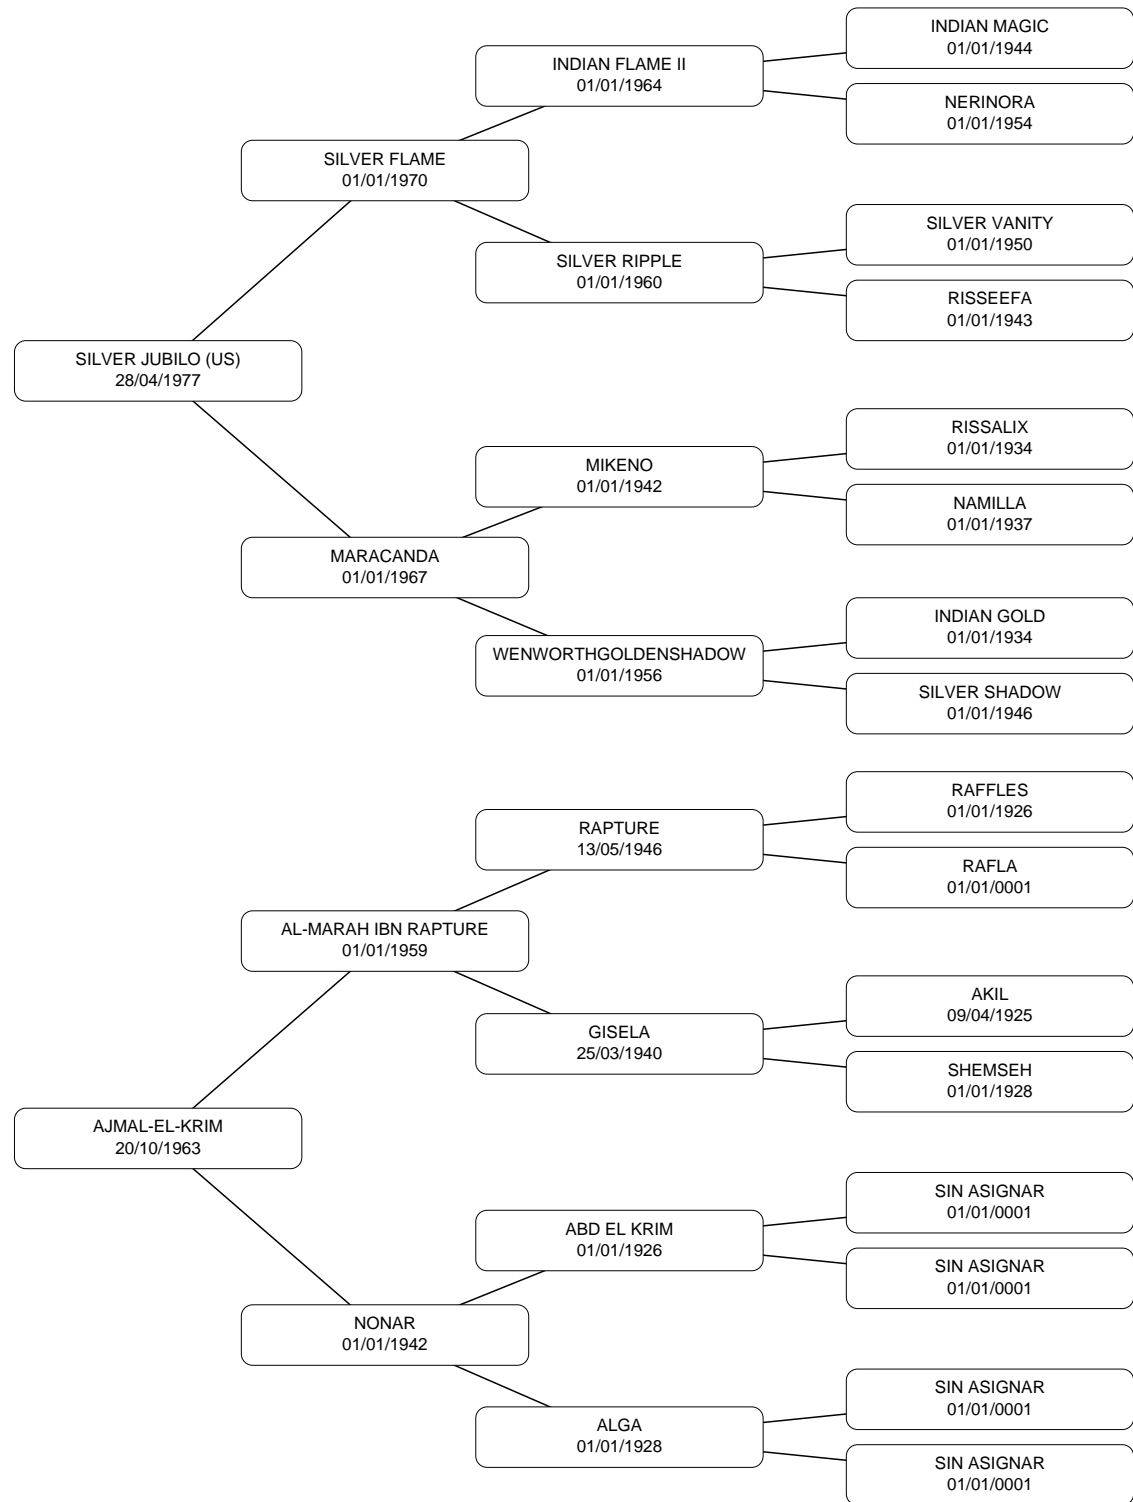 INDIAN MAGIC
01/01/1944
INDIAN FLAME II
01/01/1964
NERINORA
01/01/1954
SILVER FLAME
01/01/1970
SILVER VANITY
01/01/1950
SILVER RIPPLE
01/01/1960
RISSEEFA
01/01/1943
SILVER JUBILO (US)
28/04/1977
RISSALIX
01/01/1934
MIKENO
01/01/1942
NAMILLA
01/01/1937
MARACANDA
01/01/1967
INDIAN GOLD
01/01/1934
WENWORTHGOLDENSHADOW
01/01/1956
SILVER SHADOW
01/01/1946
RAFFLES
01/01/1926
RAPTURE
13/05/1946
RAFLA
01/01/0001
AL-MARAH IBN RAPTURE
01/01/1959
AKIL
09/04/1925
GISELA
25/03/1940
SHEMSEH
01/01/1928
AJMAL-EL-KRIM
20/10/1963
SIN ASIGNAR
01/01/0001
ABD EL KRIM
01/01/1926
SIN ASIGNAR
01/01/0001
NONAR
01/01/1942
SIN ASIGNAR
01/01/0001
ALGA
01/01/1928
SIN ASIGNAR
01/01/0001